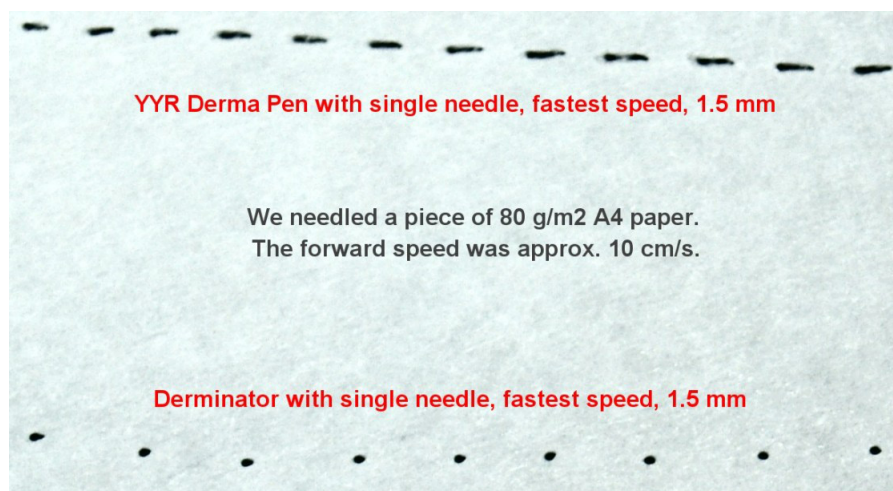 YYR Derma Pen with single needle, fastest speed, 1.5 mm
We needled a piece of 80 g/m2 A4 paper.
The forward speed was approx. 10 cm/s.
Derminator with single needle, fastest speed, 1.5 mm